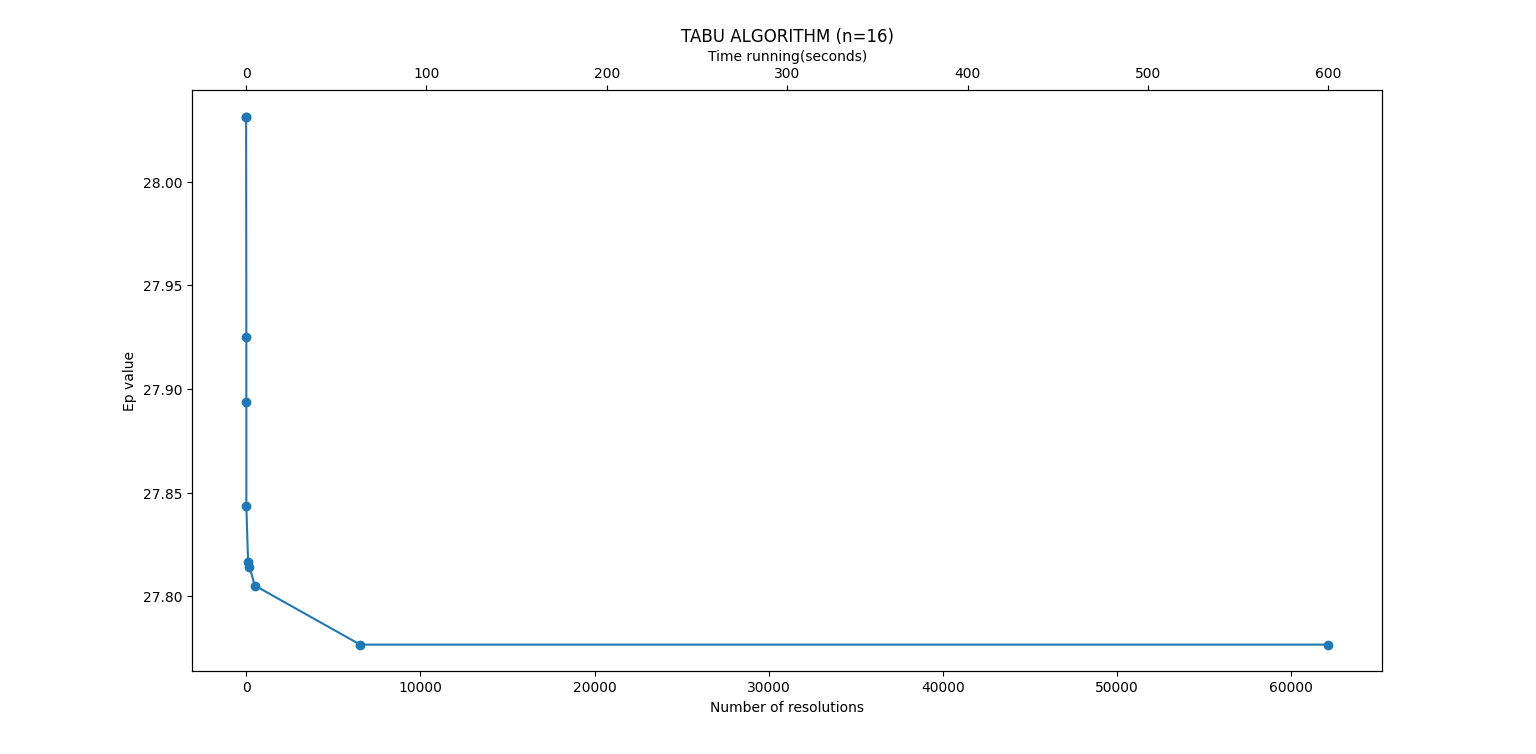 TABU ALGORITHM (n=16)
Time running(seconds)
0 100 200 300 400 500 600
28.00
27.95
27.90
27.85
27.80
Ep value
0 10000 20000 30000 40000 50000 60000
Number of resolutions